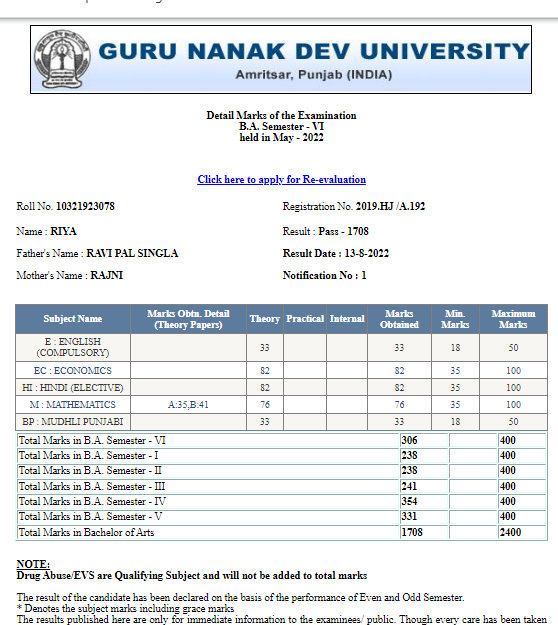 GURU NANAK DEV UNIVERSITY
Amritsar, Punjab (INDIA)
Detail Marks of the Examination
B.A. Semester - VI
held in May - 2022
Click here to apply for Re-evaluation
Roll No. 10321923078 Registration No. 2019.HJ /A.192
Name : RIYA Result : Pass - 1708
Father's Name : RAVI PAL SINGLA Result Date : 13-8-2022
Mother's Name : RAJNI Notification No : 1
Subject Name Marks Obtn. Detail (Theory Papers) Theory Practical Internal Marks Obtained Min. Marks Maximum Marks
E : ENGLISH (COMPULSORY) 33 33 18 50
EC : ECONOMICS 82 82 35 100
HI : HINDI (ELECTIVE) 82 82 35 100
M : MATHEMATICS A:35,B:41 76 76 35 100
BP : MUDHLI PUNJABI 33 33 18 50
Total Marks in B.A. Semester - VI 306 400
Total Marks in B.A. Semester - I 238 400
Total Marks in B.A. Semester - II 238 400
Total Marks in B.A. Semester - III 241 400
Total Marks in B.A. Semester - IV 354 400
Total Marks in B.A. Semester - V 331 400
Total Marks in Bachelor of Arts 1708 2400
NOTE:
Drug Abuse/EVS are Qualifying Subject and will not be added to total marks
The result of the candidate has been declared on the basis of the performance of Even and Odd Semester.
* Denotes the subject marks including grace marks
The results published here are only for immediate information to the examinees/ public. Though every care has been taken